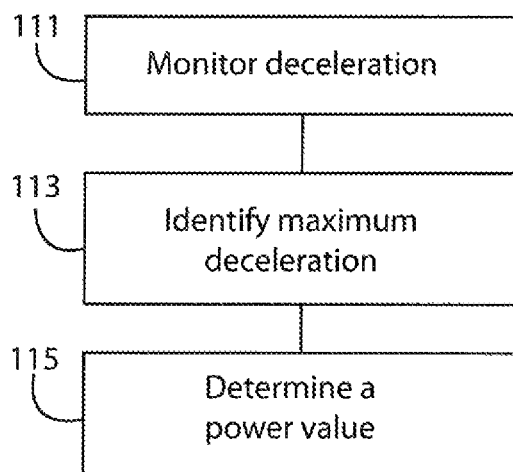 111
Monitor deceleration
113
Identify maximum
deceleration
115
Determine a
power value